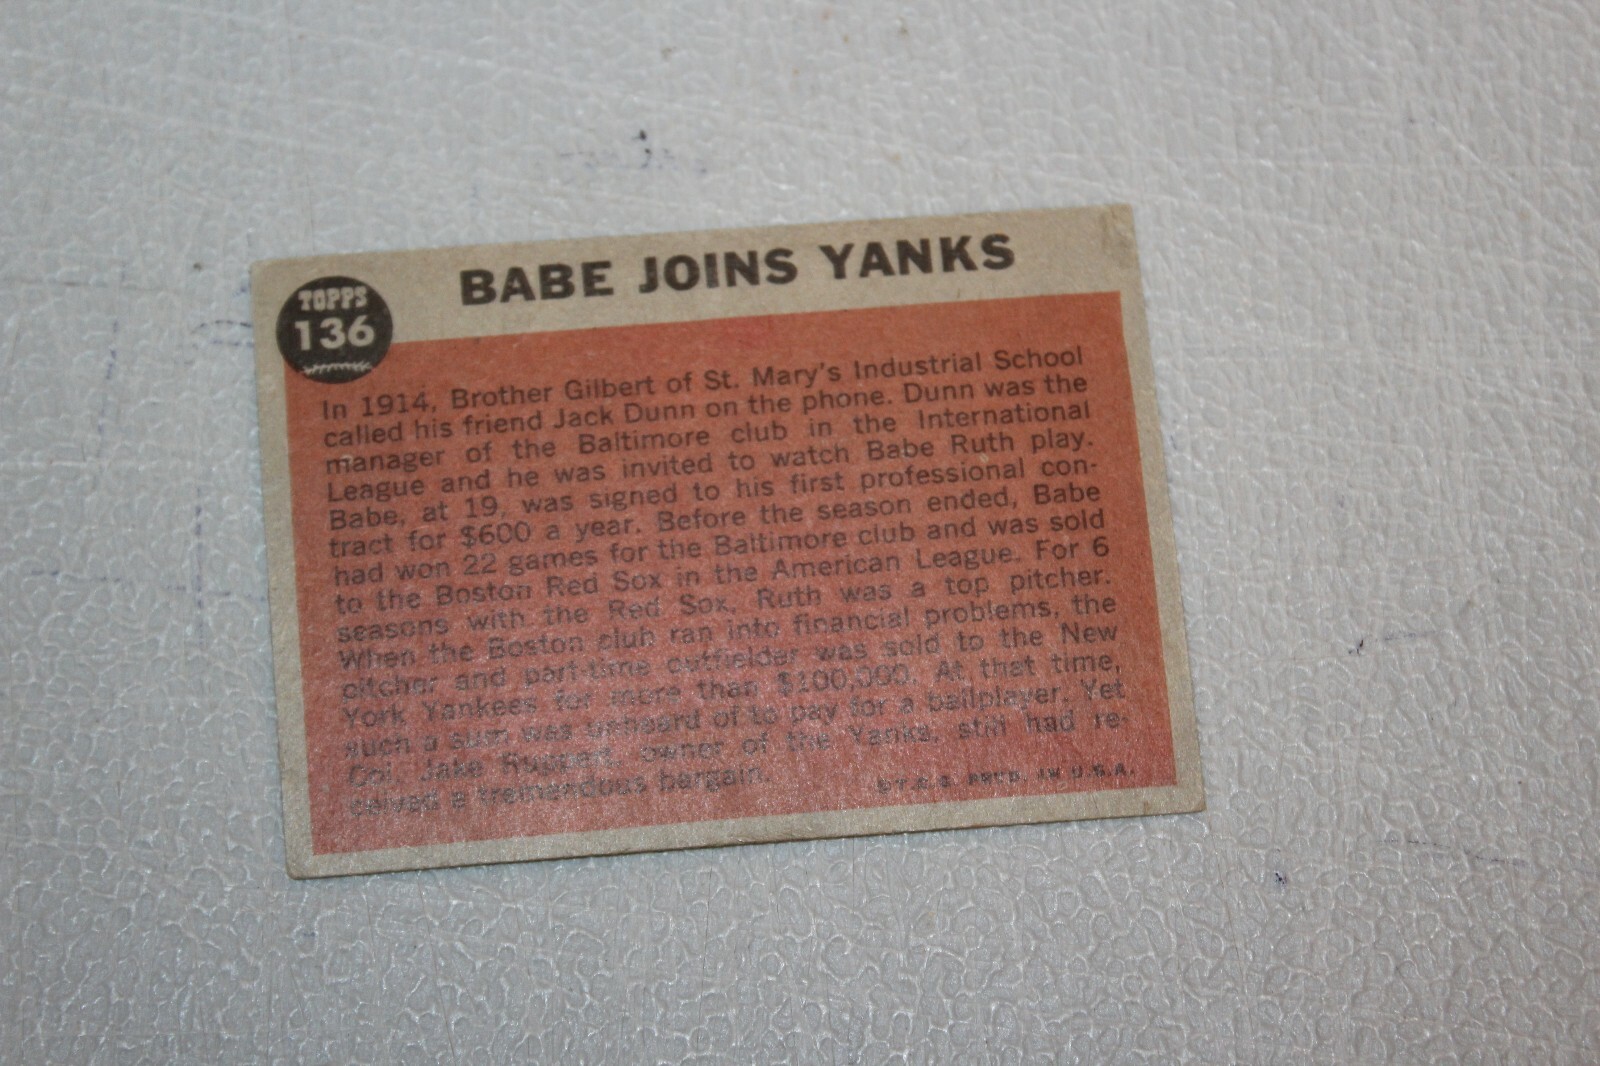 BABE JOINS YANKS
TOPPS
136
In 1914, Brother Gilbert of St. Mary's Industrial School
called his friend Jack Dunn on the phone. Dunn was the
manager of the Baltimore club in the International
League and he was invited to watch Babe Ruth play.
Babe, at 19, was signed to his first professional con-
tract for $600 a year. Before the season ended, Babe
had won 22 games for the Baltimore club and was sold
to the Boston Red Sox in the American League. For 6
seasons with the Red Sox, Ruth was a top pitcher.
When the Boston club ran into financial problems, the
pitcher and part-time outfielder was sold to the New
York Yankees for more than $100,000. At that time,
such a sum was unheard of to pay for a ballplayer. Yet
Col. Jake Ruppert, owner of the Yanks, still had re-
ceived a tremendous bargain.
©T.C.G. PRTD. IN U.S.A.